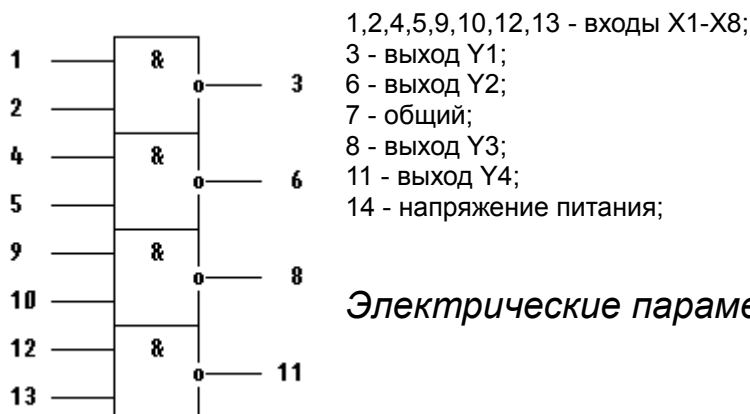 1 & 3
2
4 & 6
5
9 & 8
10
12 & 11
13
1,2,4,5,9,10,12,13 - входы X1-X8;
3 - выход Y1;
6 - выход Y2;
7 - общий;
8 - выход Y3;
11 - выход Y4;
14 - напряжение питания;
Электрические параме